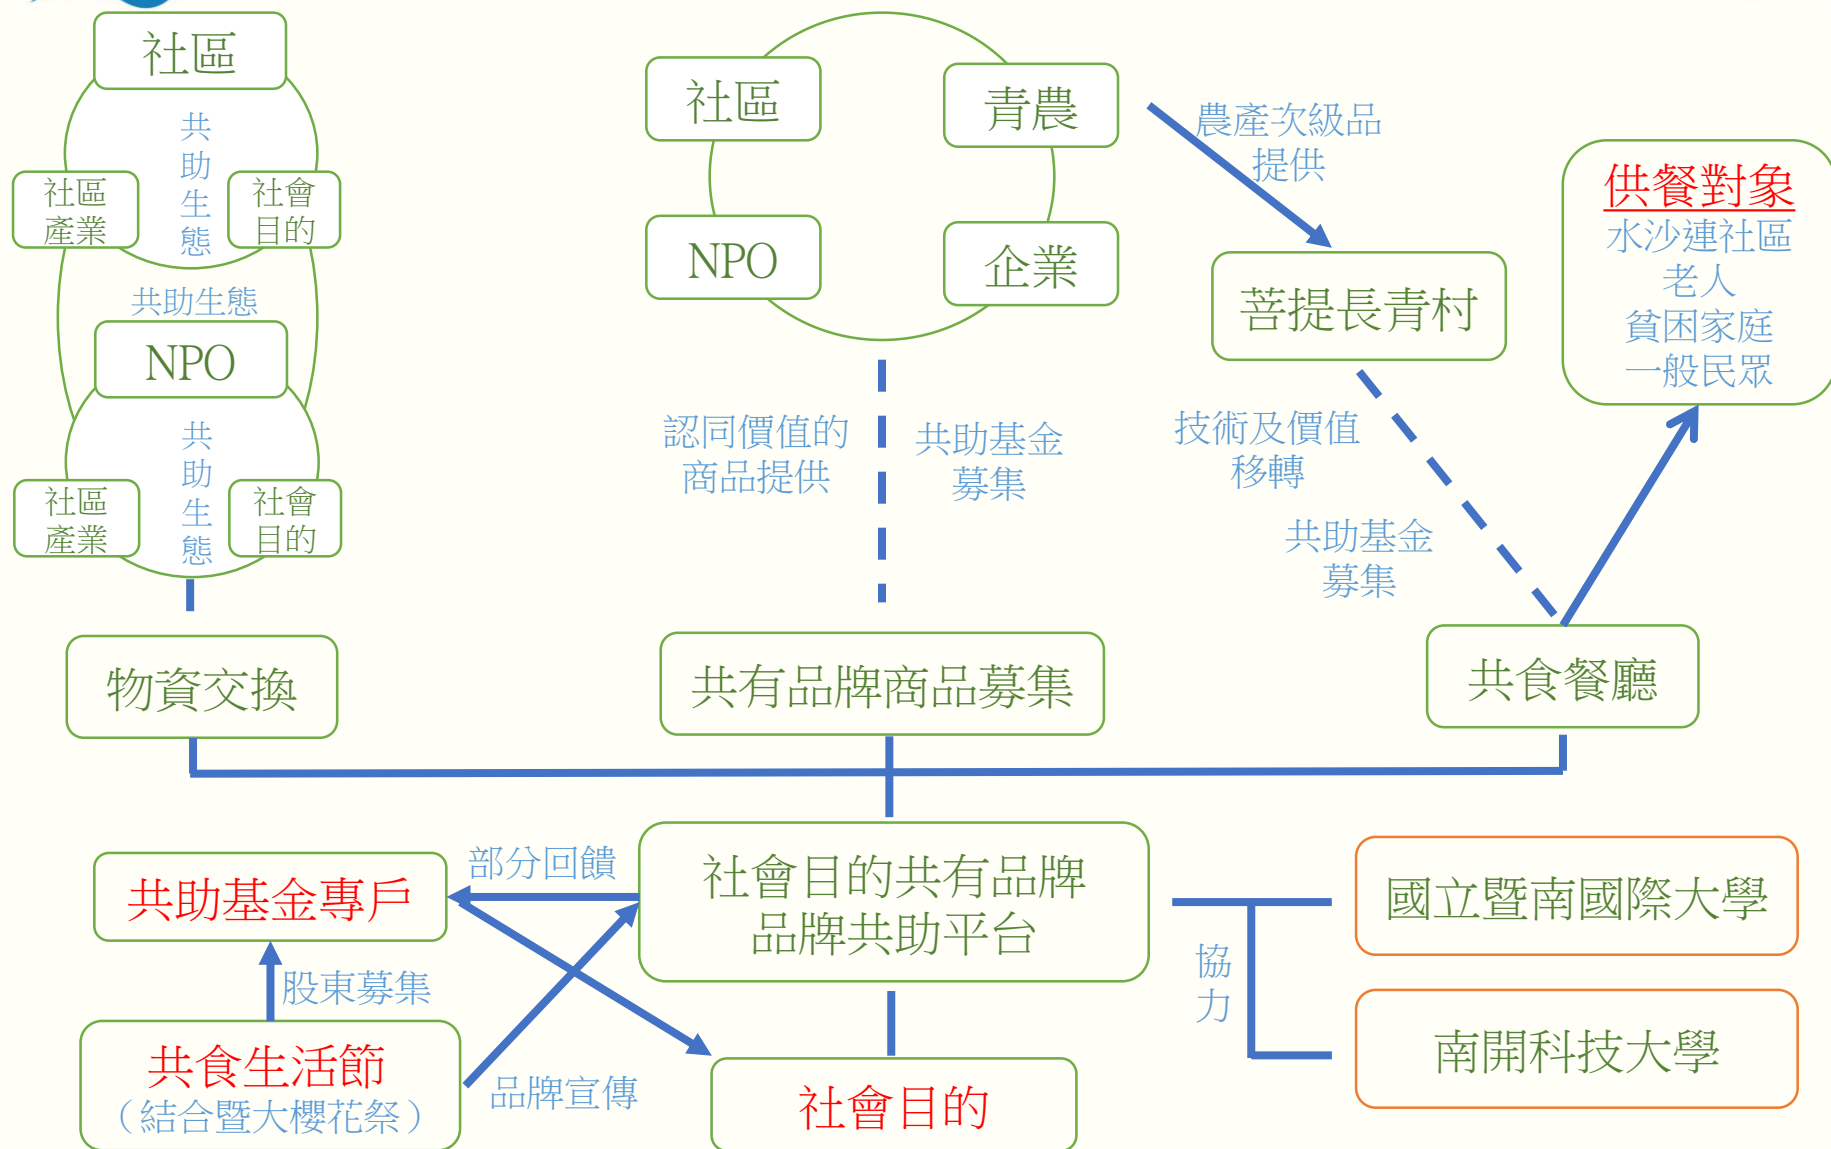 社區
共助生態
社區
產業
社會
目的
共助生態
NPO
共助生態
社區
產業
社會
目的
物資交換
社區
青農
NPO
企業
認同價值的
商品提供
共助基金
募集
共有品牌商品募集
農產次級品
提供
菩提長青村
技術及價值
移轉
共助基金
募集
供餐對象
水沙連社區
老人
貧困家庭
一般民眾
共食餐廳
部分回饋
共助基金專戶
股東募集
共食生活節
（結合暨大櫻花祭）
品牌宣傳
社會目的共有品牌
品牌共助平台
社會目的
協力
國立暨南國際大學
南開科技大學